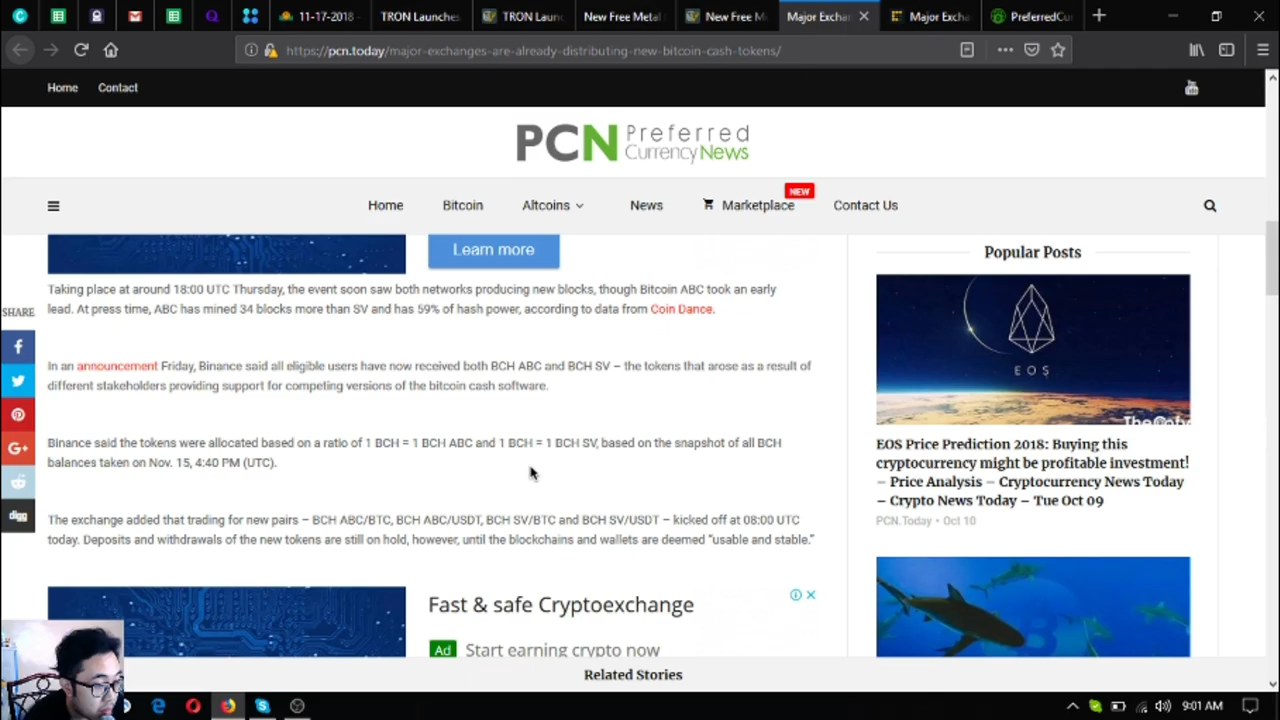 11-17-2018 -
TRON Launches
TRON Laun
New Free Metal
New Free M
Major Exchan
Major Excha
PreferredCur
https://pcn.today/major-exchanges-are-already-distributing-new-bitcoin-cash-tokens/
Home
Contact
PCN Preferred
CurrencyNews
NEW
Home
Bitcoin
Altcoins
News
Marketplace
Contact Us
Learn more
Taking place at around 18:00 UTC Thursday, the event soon saw both networks producing new blocks, though Bitcoin ABC took an early
lead. At press time, ABC has mined 34 blocks more than SV and has 59% of hash power, according to data from Coin Dance.
SHARE
In an announcement Friday, Binance said all eligible users have now received both BCH ABC and BCH SV – the tokens that arose as a result of
different stakeholders providing support for competing versions of the bitcoin cash software.
Binance said the tokens were allocated based on a ratio of 1 BCH = 1 BCH ABC and 1 BCH = 1 BCH SV, based on the snapshot of all BCH
balances taken on Nov. 15, 4:40 PM (UTC).
G+
digg
The exchange added that trading for new pairs – BCH ABC/BTC, BCH ABC/USDT, BCH SV/BTC and BCH SV/USDT – kicked off at 08:00 UTC
today. Deposits and withdrawals of the new tokens are still on hold, however, until the blockchains and wallets are deemed “usable and stable.”
Fast & safe Cryptoexchange
Ad Start earning crypto now
Popular Posts
EOS
EOS Price Prediction 2018: Buying this
cryptocurrency might be profitable investment!
– Price Analysis – Cryptocurrency News Today
– Crypto News Today – Tue Oct 09
PCN.Today • Oct 10
Related Stories
9:01 AM